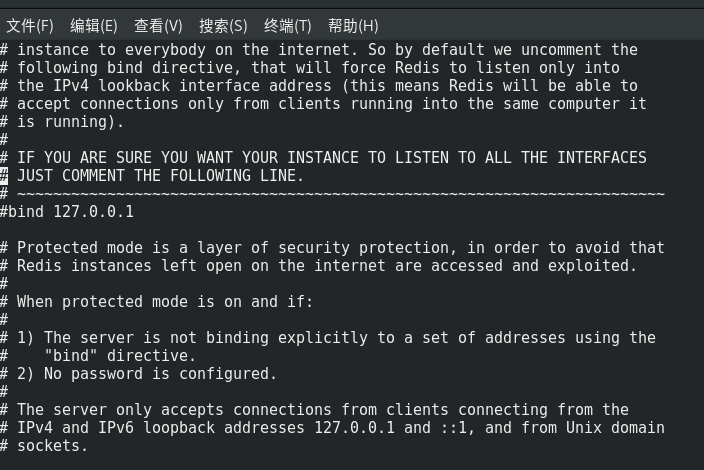 文件(F) 编辑(E) 查看(V) 搜索(S) 终端(T) 帮助(H)
# instance to everybody on the internet. So by default we uncomment the
# following bind directive, that will force Redis to listen only into
# the IPv4 lookback interface address (this means Redis will be able to
# accept connections only from clients running into the same computer it
# is running).
#
# IF YOU ARE SURE YOU WANT YOUR INSTANCE TO LISTEN TO ALL THE INTERFACES
# JUST COMMENT THE FOLLOWING LINE.
# ~~~~~~~~~~~~~~~~~~~~~~~~~~~~~~~~~~~~~~~~~~~~~~~~~~~~~~~~~~~~~~~~~~~~~~~~
#bind 127.0.0.1

# Protected mode is a layer of security protection, in order to avoid that
# Redis instances left open on the internet are accessed and exploited.
#
# When protected mode is on and if:
#
# 1) The server is not binding explicitly to a set of addresses using the
#    "bind" directive.
# 2) No password is configured.
#
# The server only accepts connections from clients connecting from the
# IPv4 and IPv6 loopback addresses 127.0.0.1 and ::1, and from Unix domain
# sockets.